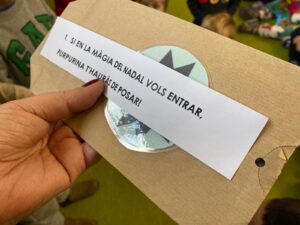 1. SI EN LA MÀGIA DEL NADAL VOLS ENTRAR,
PURPURINA T'HAURÀS DE POSAR!